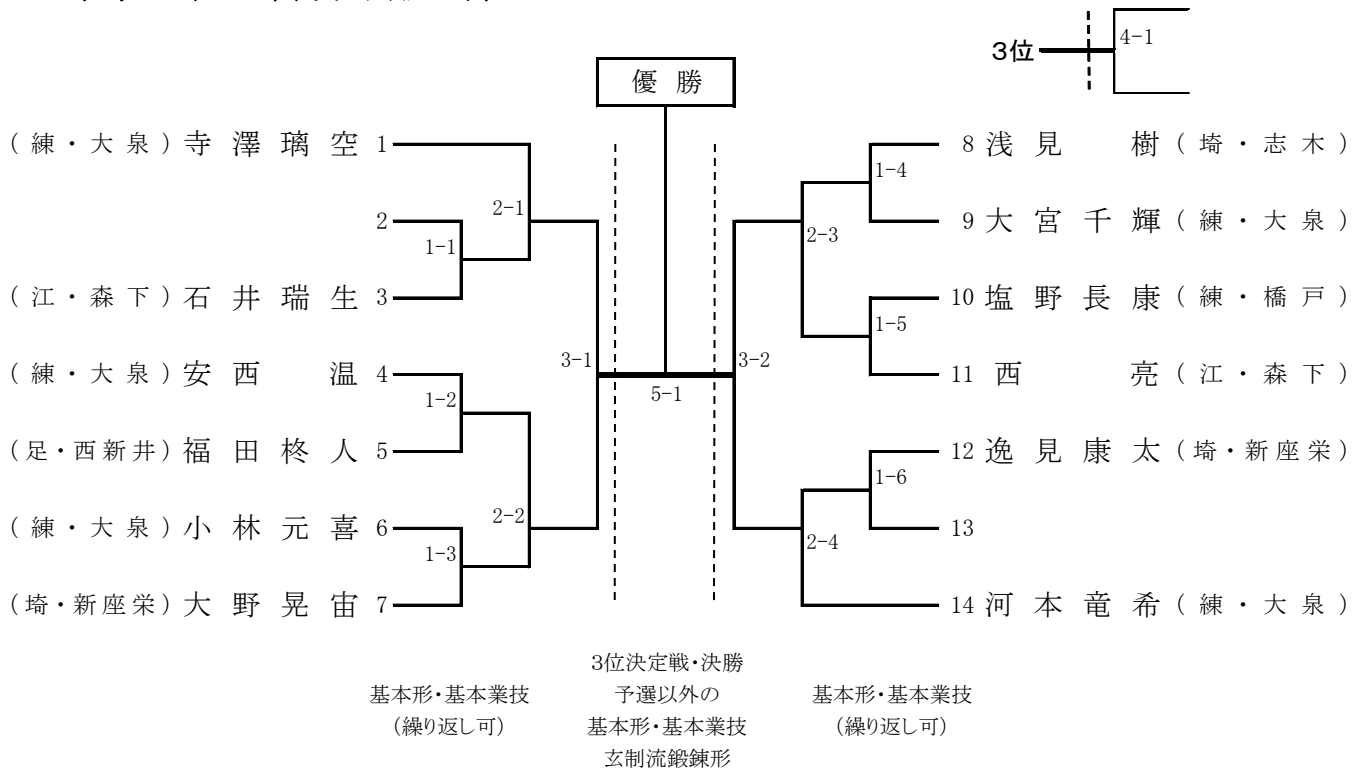 3位
4-1
優 勝
(練・大泉) 寺澤璃空 1
2
(江・森下) 石井瑞生 3
(練・大泉) 安西 温 4
(足・西新井) 福田柊人 5
(練・大泉) 小林元喜 6
(埼・新座栄) 大野晃宙 7
1-1
1-2
1-3
2-1
2-2
3-1
5-1
3-2
2-3
2-4
1-4
1-5
1-6
8 浅見 樹 (埼・志木)
9 大宮千輝 (練・大泉)
10 塩野長康 (練・橋戸)
11 西 亮 (江・森下)
12 逸見康太 (埼・新座栄)
13
14 河本竜希 (練・大泉)
基本形・基本業技
(繰り返し可)
3位決定戦・決勝
予選以外の
基本形・基本業技
玄制流鍛錬形
基本形・基本業技
(繰り返し可)